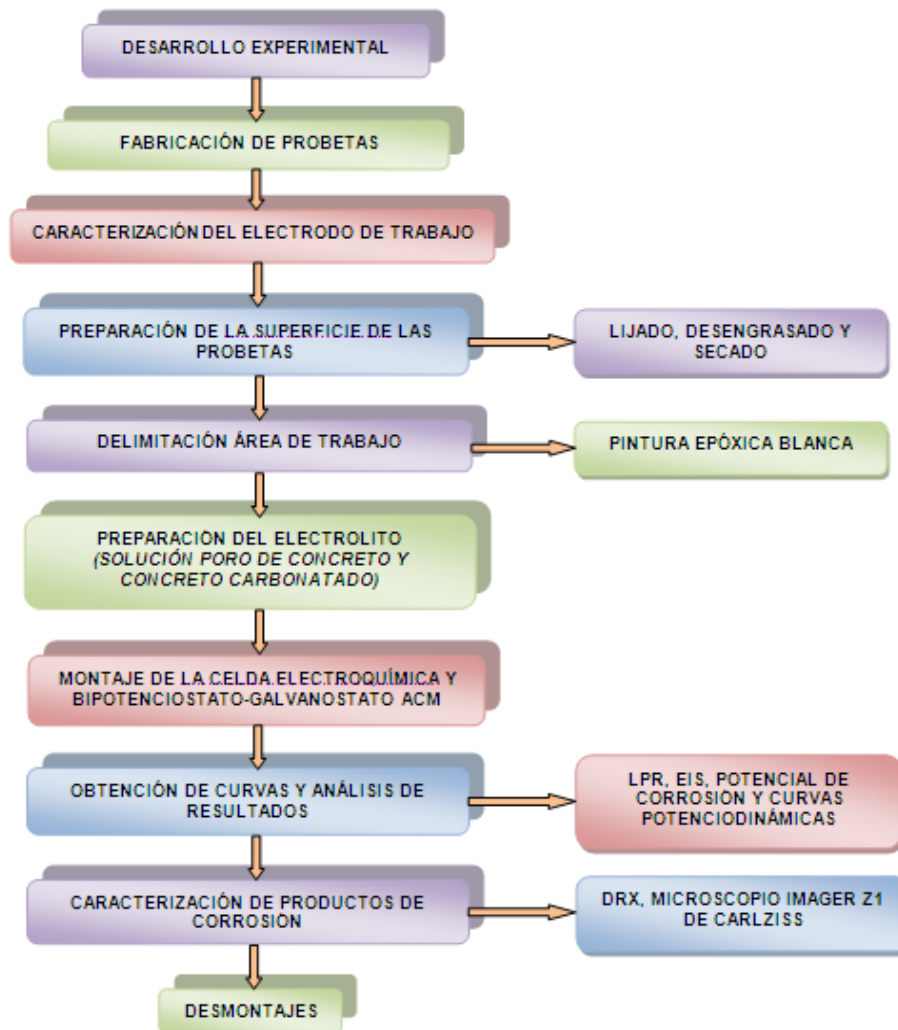 DESARROLLO EXPERIMENTAL
FABRICACIÓN DE PROBETAS
CARACTERIZACIÓN DEL ELECTRODO DE TRABAJO
PREPARACIÓN DE LA SUPERFICIE DE LAS
PROBETAS
LIJADO, DESENGRASADO Y
SECADO
DELIMITACIÓN ÁREA DE TRABAJO
PINTURA EPÓXICA BLANCA
PREPARACIÓN DEL ELECTROLITO
(SOLUCIÓN PORO DE CONCRETO Y
CONCRETO CARBONATADO)
MONTAJE DE LA CELDA ELECTROQUÍMICA Y
BIPOTENCIOSTATO-GALVANOSTATO ACM
OBTENCIÓN DE CURVAS Y ANÁLISIS DE
RESULTADOS
LPR, EIS, POTENCIAL DE
CORROSIÓN Y CURVAS
POTENCIODINÁMICAS
CARACTERIZACIÓN DE PRODUCTOS DE
CORROSIÓN
DRX, MICROSCOPIO IMAGER Z1
DE CARLZISS
DESMONTAJES